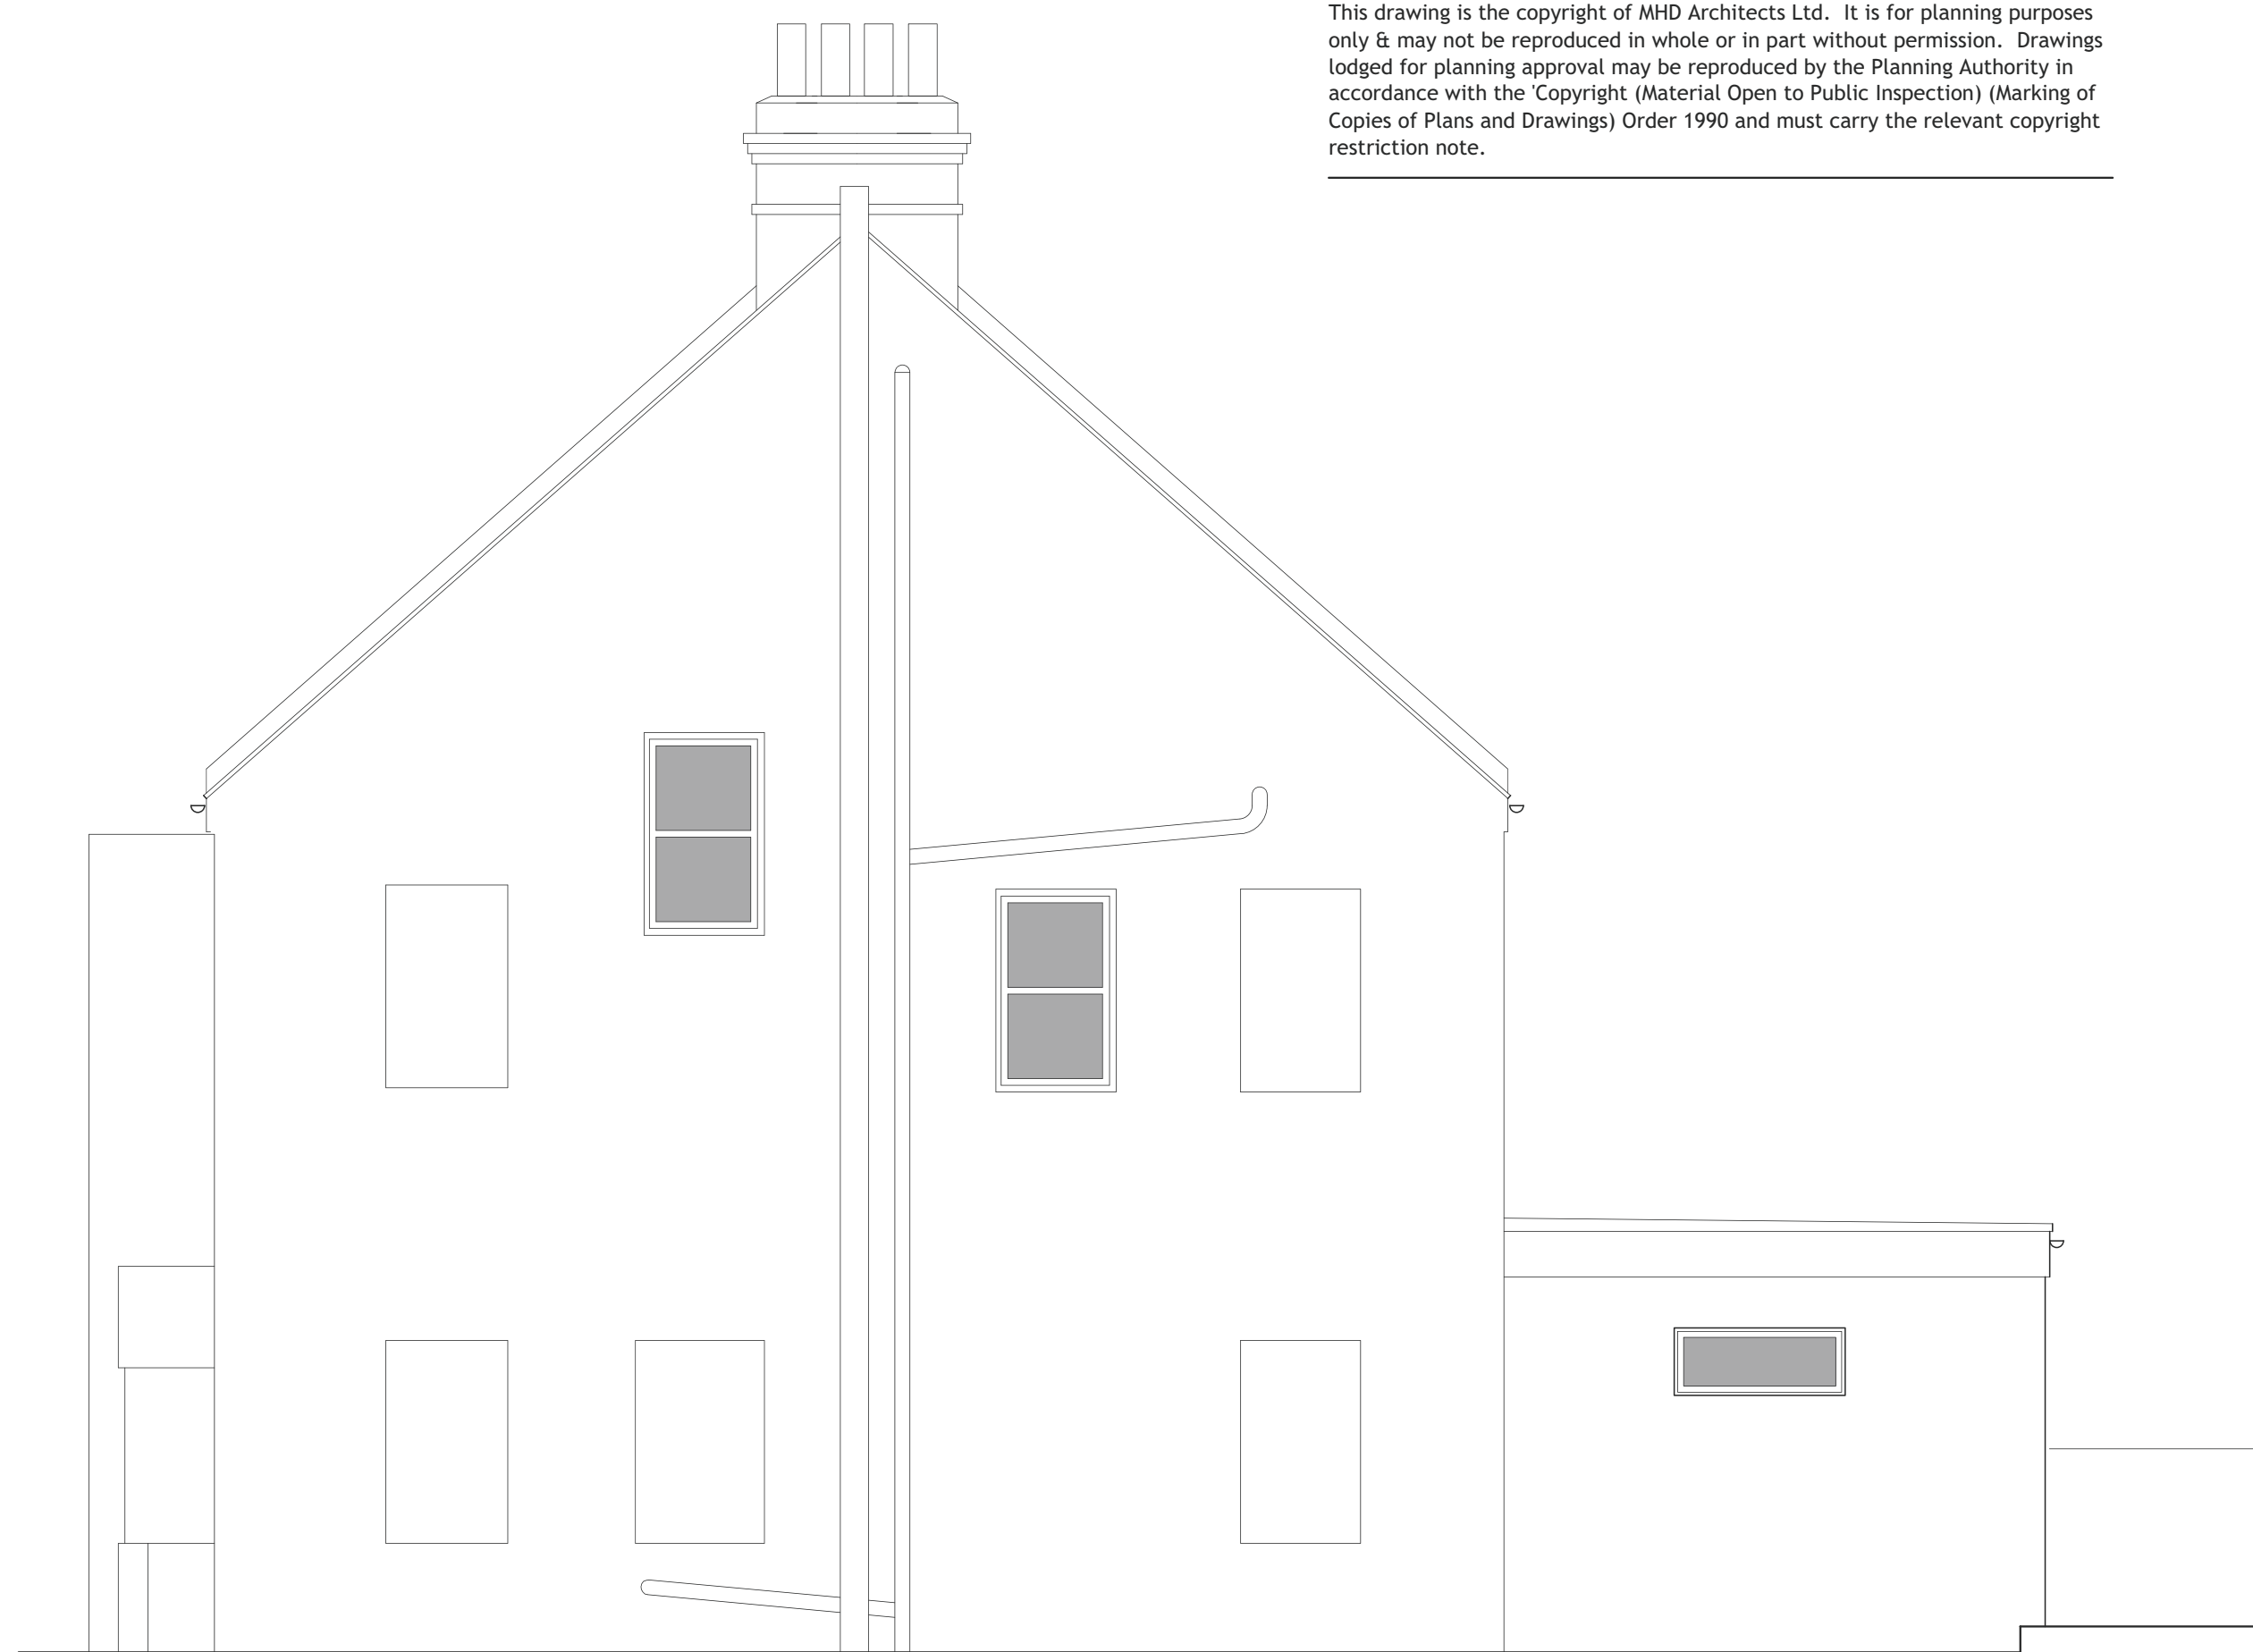 This drawing is the copyright of MHD Architects Ltd.  It is for planning purposes
only & may not be reproduced in whole or in part without permission.  Drawings
lodged for planning approval may be reproduced by the Planning Authority in
accordance with the 'Copyright (Material Open to Public Inspection) (Marking of
Copies of Plans and Drawings) Order 1990 and must carry the relevant copyright
restriction note.